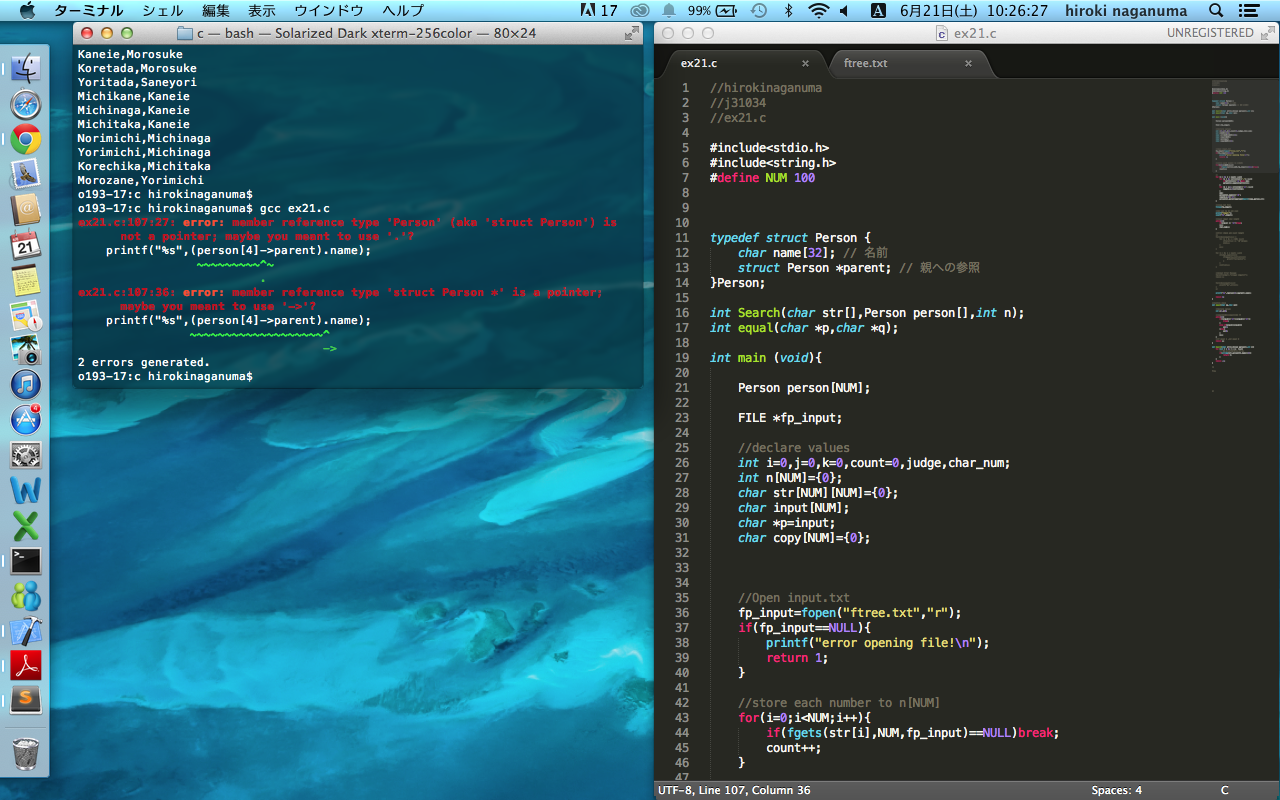 ターミナル シェル 編集 表示 ウインドウ ヘルプ 17 99% A 6月21日(土) 10:26:27 hiroki naganuma
c — bash — Solarized Dark xterm-256color — 80×24
Kaneie,Morosuke
Koretada,Morosuke
Yoritada,Saneyori
Michikane,Kaneie
Michinaga,Kaneie
Michitaka,Kaneie
Norimichi,Michinaga
Yorimichi,Michinaga
Korechika,Michitaka
Morozane,Yorimichi
o193-17:c hirokinaganuma$
o193-17:c hirokinaganuma$ gcc ex21.c
ex21.c:107:27: error: member reference type 'Person' (aka 'struct Person') is
not a pointer; maybe you meant to use '.'?
printf("%s",(person[4]->parent).name);
~~~~~~~~~^~
.
ex21.c:107:36: error: member reference type 'struct Person *' is a pointer;
maybe you meant to use '->'?
printf("%s",(person[4]->parent).name);
~~~~~~~~~~~~~~~~~~~^
->
2 errors generated.
o193-17:c hirokinaganuma$
21
4
ex21.c
UNREGISTERED
ex21.c × ftree.txt ×
1 //hirokinaganuma
2 //j31034
3 //ex21.c
4
5 #include<stdio.h>
6 #include<string.h>
7 #define NUM 100
8
9
10
11 typedef struct Person {
12 char name[32]; // 名前
13 struct Person *parent; // 親への参照
14 }Person;
15
16 int Search(char str[],Person person[],int n);
17 int equal(char *p,char *q);
18
19 int main (void){
20
21 Person person[NUM];
22
23 FILE *fp_input;
24
25 //declare values
26 int i=0,j=0,k=0,count=0,judge,char_num;
27 int n[NUM]={0};
28 char str[NUM][NUM]={0};
29 char input[NUM];
30 char *p=input;
31 char copy[NUM]={0};
32
33
34
35 //Open input.txt
36 fp_input=fopen("ftree.txt","r");
37 if(fp_input==NULL){
38 printf("error opening file!\n");
39 return 1;
40 }
41
42 //store each number to n[NUM]
43 for(i=0;i<NUM;i++){
44 if(fgets(str[i],NUM,fp_input)==NULL)break;
45 count++;
46 }
47
UTF-8, Line 107, Column 36 Spaces: 4 C